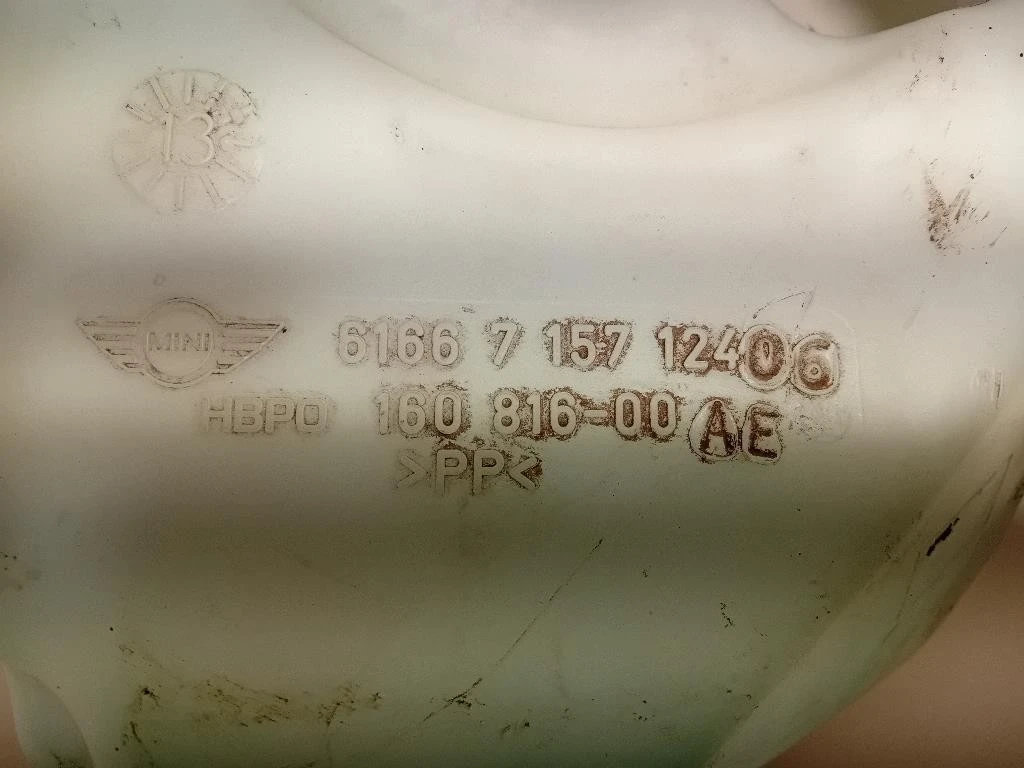 13
MINI
6166 7 157 12406
HBPO 160 816-00 AE
>PP<